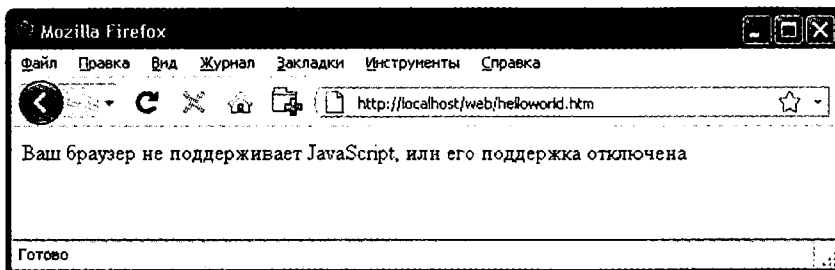 Mozilla Firefox
Файл Правка Вид Журнал Закладки Инструменты Справка
http://localhost/web/helloworld.htm
Ваш браузер не поддерживает JavaScript, или его поддержка отключена
Готово